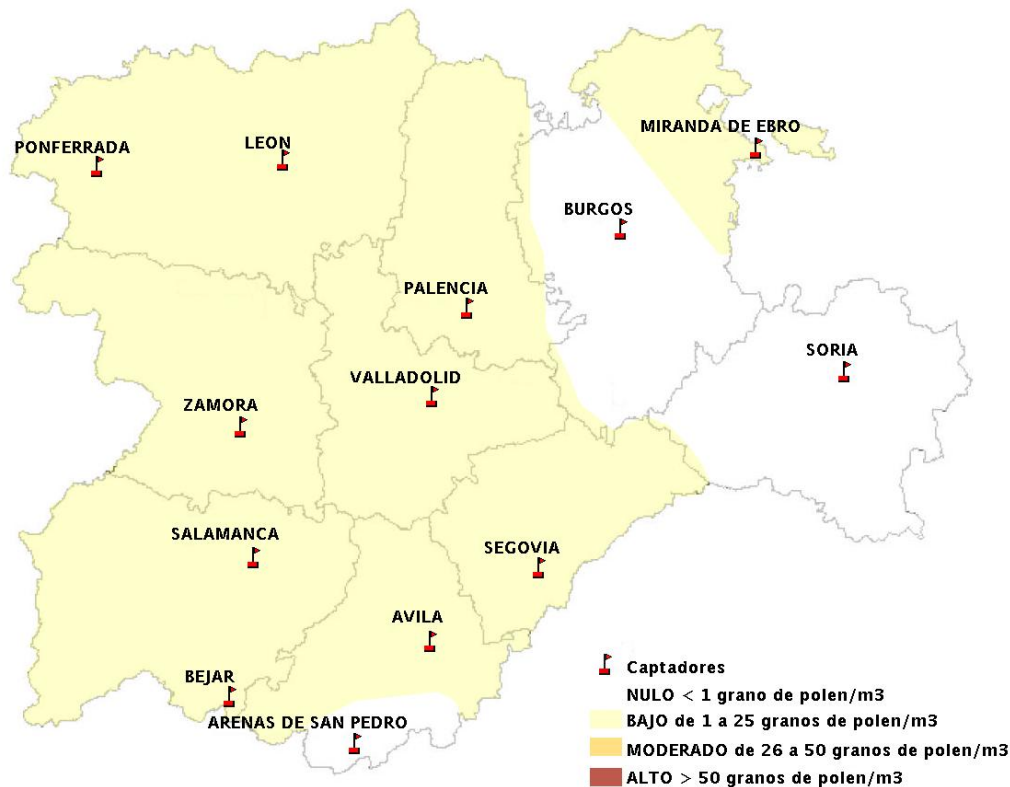 MIRANDA DE EBRO
PONFERRADA
LEON
BURGOS
PALENCIA
SORIA
VALLADOLID
ZAMORA
SALAMANCA
SEGOVIA
AVILA
BEJAR
ARENAS DE SAN PEDRO
Captadores
NULO < 1 grano de polen/m3
BAJO de 1 a 25 granos de polen/m3
MODERADO de 26 a 50 granos de polen/m3
ALTO > 50 granos de polen/m3